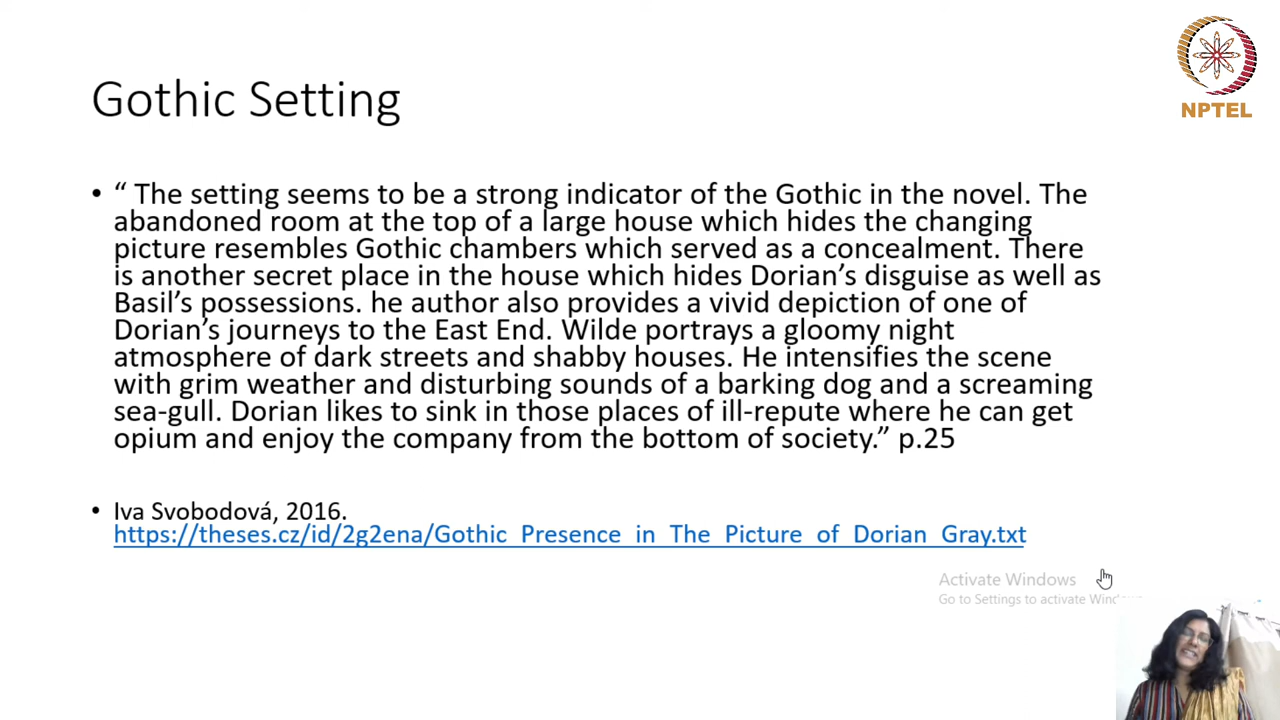 NPTEL
Gothic Setting
• “ The setting seems to be a strong indicator of the Gothic in the novel. The
abandoned room at the top of a large house which hides the changing
picture resembles Gothic chambers which served as a concealment. There
is another secret place in the house which hides Dorian’s disguise as well as
Basil’s possessions. he author also provides a vivid depiction of one of
Dorian’s journeys to the East End. Wilde portrays a gloomy night
atmosphere of dark streets and shabby houses. He intensifies the scene
with grim weather and disturbing sounds of a barking dog and a screaming
sea-gull. Dorian likes to sink in those places of ill-repute where he can get
opium and enjoy the company from the bottom of society.” p.25
• Iva Svobodová, 2016.
https://theses.cz/id/2g2ena/Gothic_Presence_in_The_Picture_of_Dorian_Gray.txt
Activate Windows
Go to Settings to activate